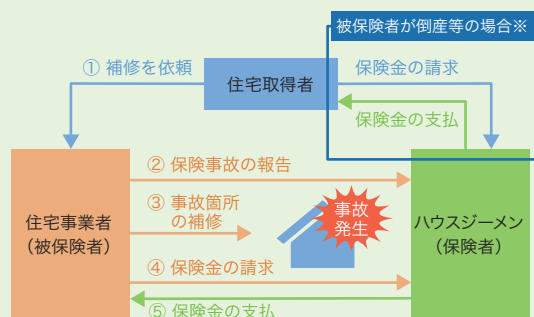 被保険者が倒産等の場合※
① 補修を依頼
住宅取得者
保険金の請求
保険金の支払
② 保険事故の報告
③ 事故箇所
の補修
事故
発生
住宅事業者
（被保険者）
ハウスジーメン
（保険者）
④ 保険金の請求
⑤ 保険金の支払